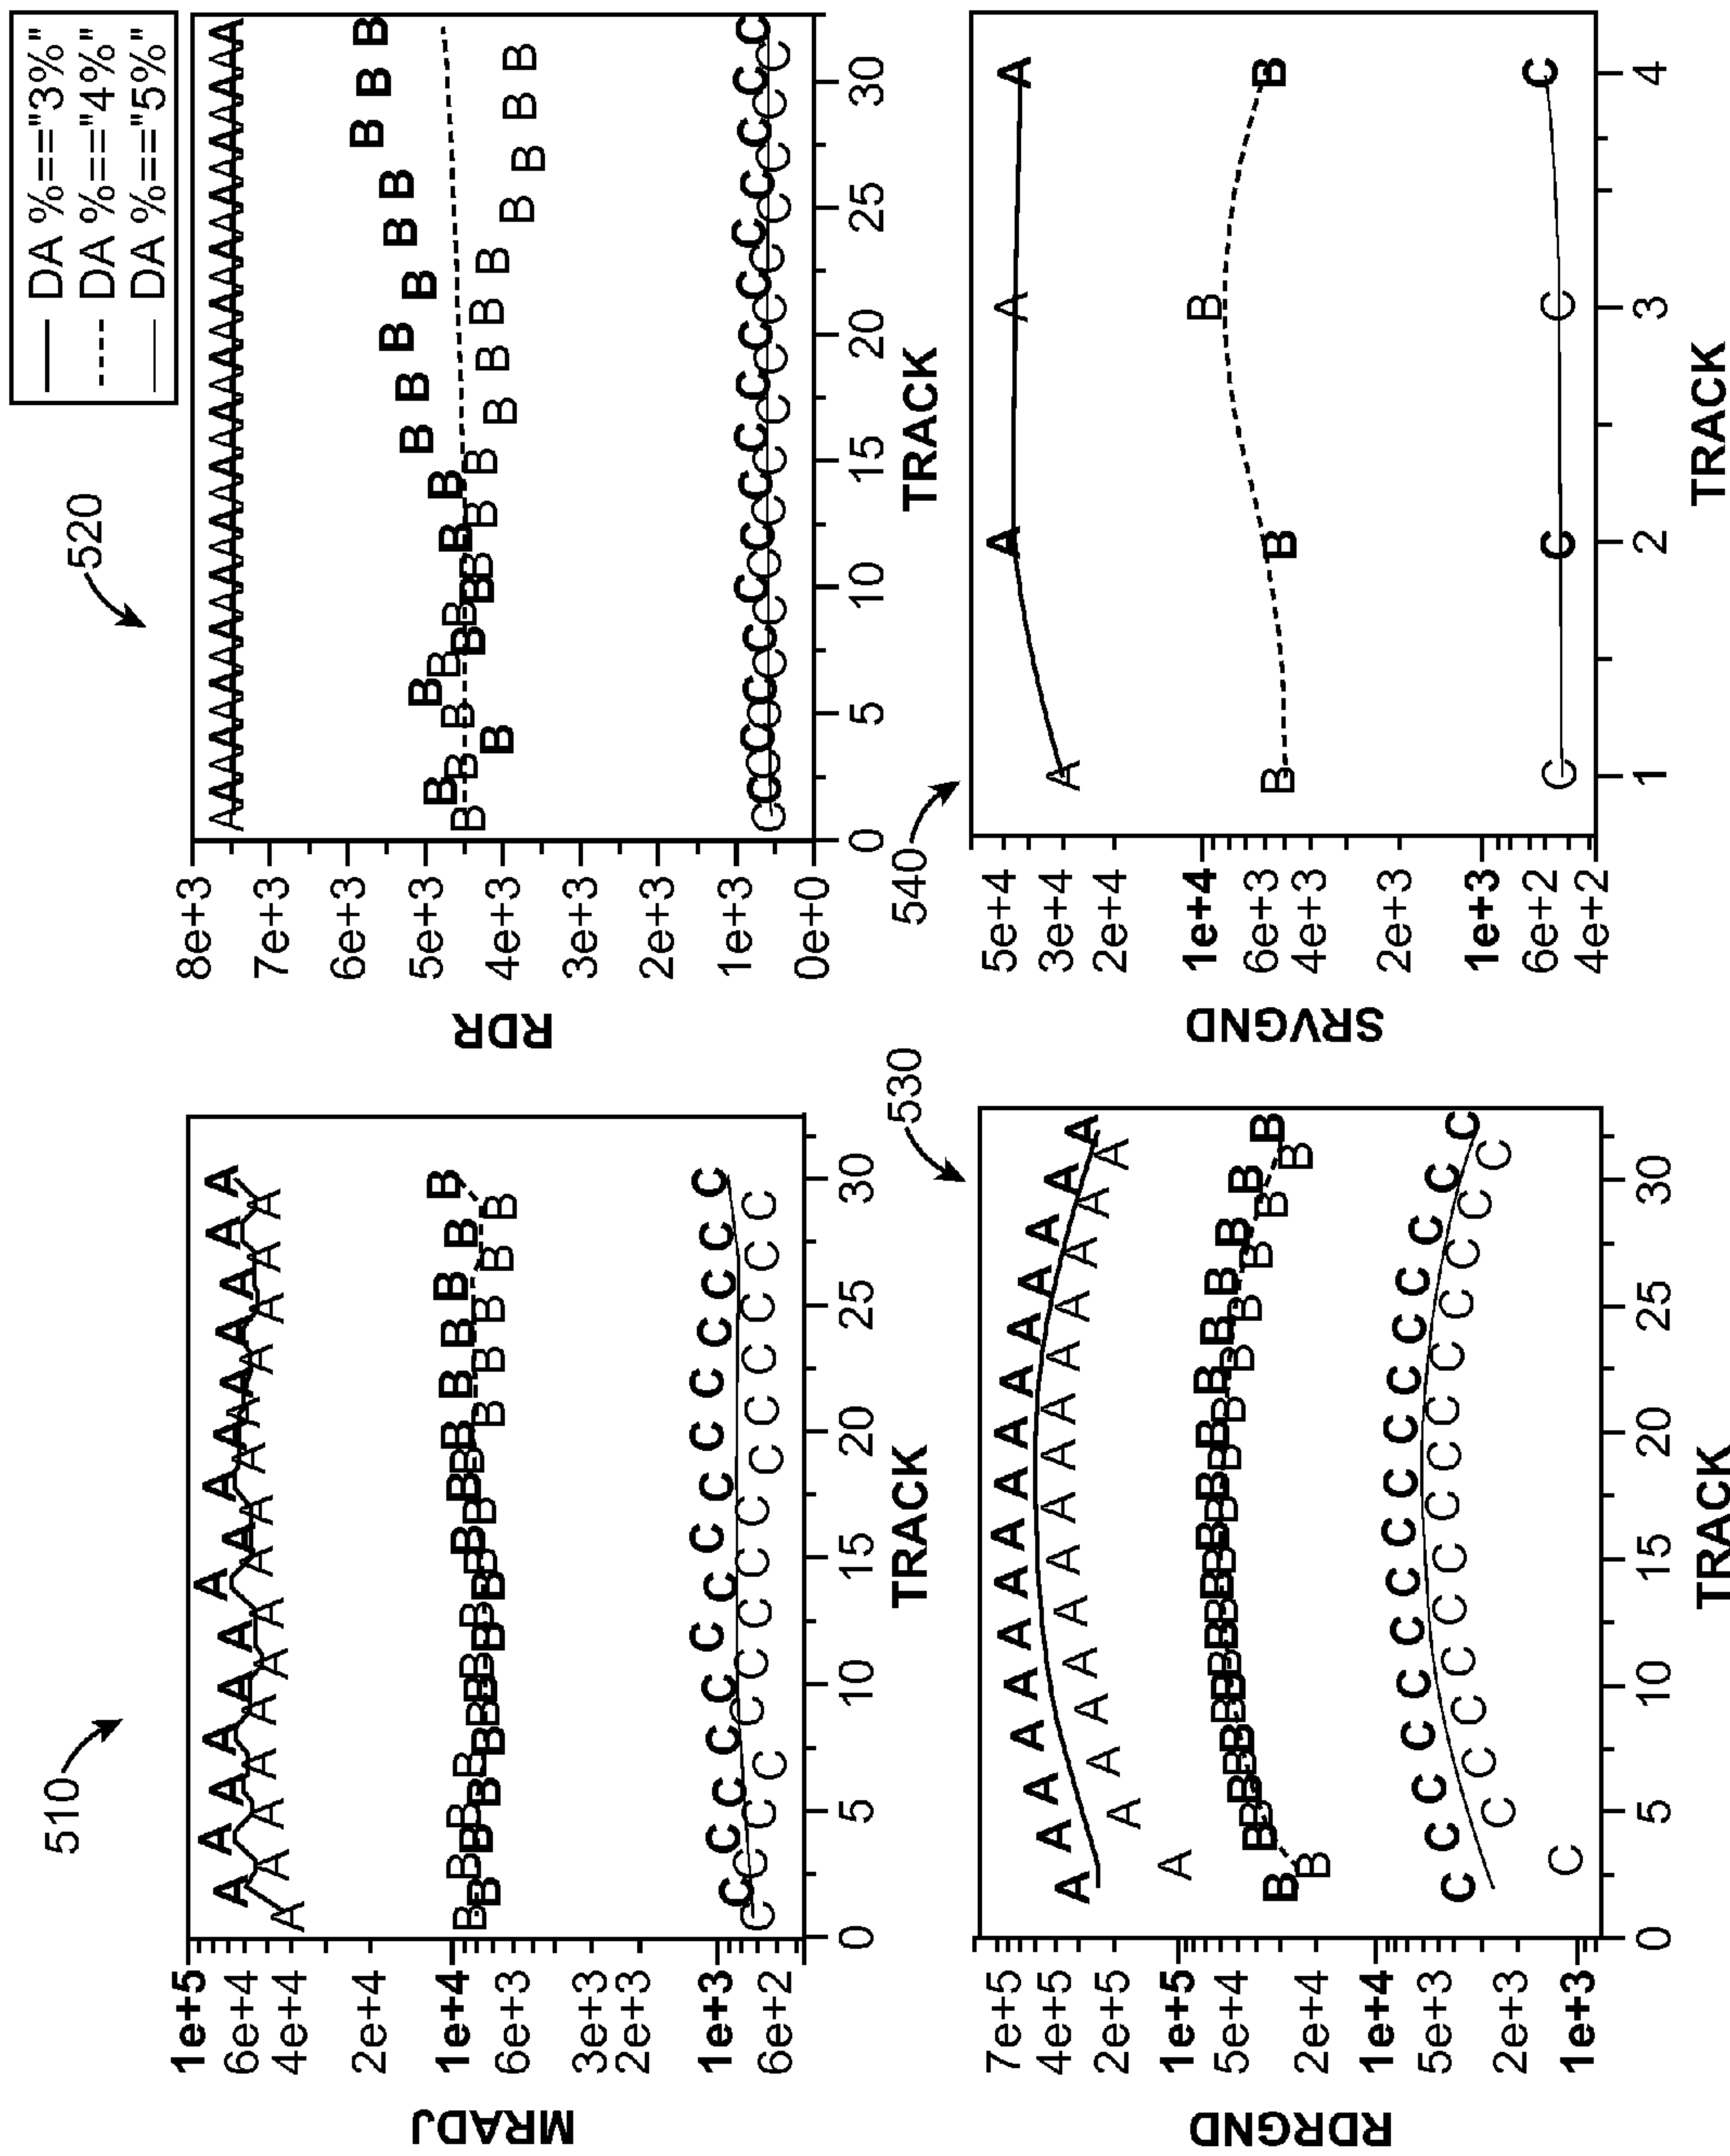 DA %=="3%"
DA %=="4%"
DA %=="5%"
510
MRADJ
1e+5
6e+4
4e+4
2e+4
1e+4
6e+3
3e+3
2e+3
1e+3
6e+2
0 5 10 15 20 25 30
TRACK
520
RDR
8e+3
7e+3
6e+3
5e+3
4e+3
3e+3
2e+3
1e+3
0e+0
0 5 10 15 20 25 30
TRACK
530
RDRGND
7e+5
4e+5
2e+5
1e+5
5e+4
2e+4
1e+4
5e+3
2e+3
1e+3
0 5 10 15 20 25 30
TRACK
540
SRVGND
5e+4
3e+4
2e+4
1e+4
6e+3
4e+3
2e+3
1e+3
6e+2
4e+2
1 2 3 4
TRACK